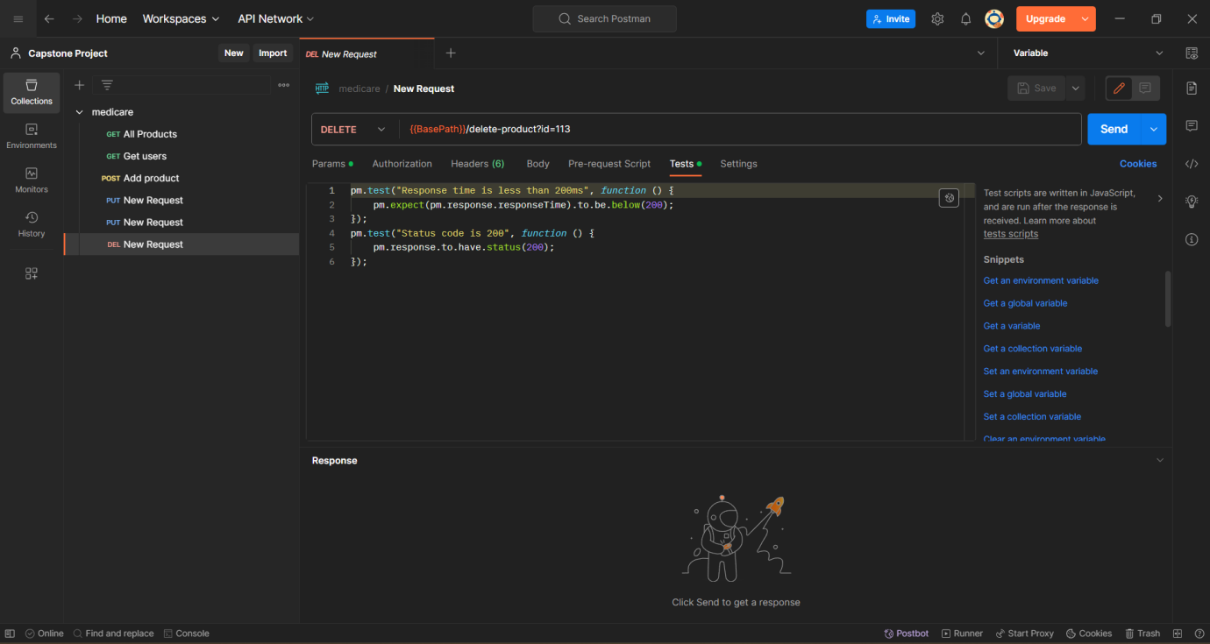 Home Workspaces API Network Search Postman Invite Upgrade
Capstone Project New Import DEL New Request Variable
Collections
Environments
Monitors
History
medicare
GET All Products
GET Get users
POST Add product
PUT New Request
PUT New Request
DEL New Request
HTTP medicare / New Request Save
DELETE {{BasePath}}/delete-product?id=113 Send
Params Authorization Headers (6) Body Pre-request Script Tests Settings Cookies
1 pm.test("Response time is less than 200ms", function () {
2 pm.expect(pm.response.responseTime).to.be.below(200);
3 });
4 pm.test("Status code is 200", function () {
5 pm.response.to.have.status(200);
6 });
Test scripts are written in JavaScript,
and are run after the response is
received. Learn more about
tests scripts
Snippets
Get an environment variable
Get a global variable
Get a variable
Get a collection variable
Set an environment variable
Set a global variable
Set a collection variable
Clear an environment variable
Response
Click Send to get a response
Online Find and replace Console Postbot Runner Start Proxy Cookies Trash